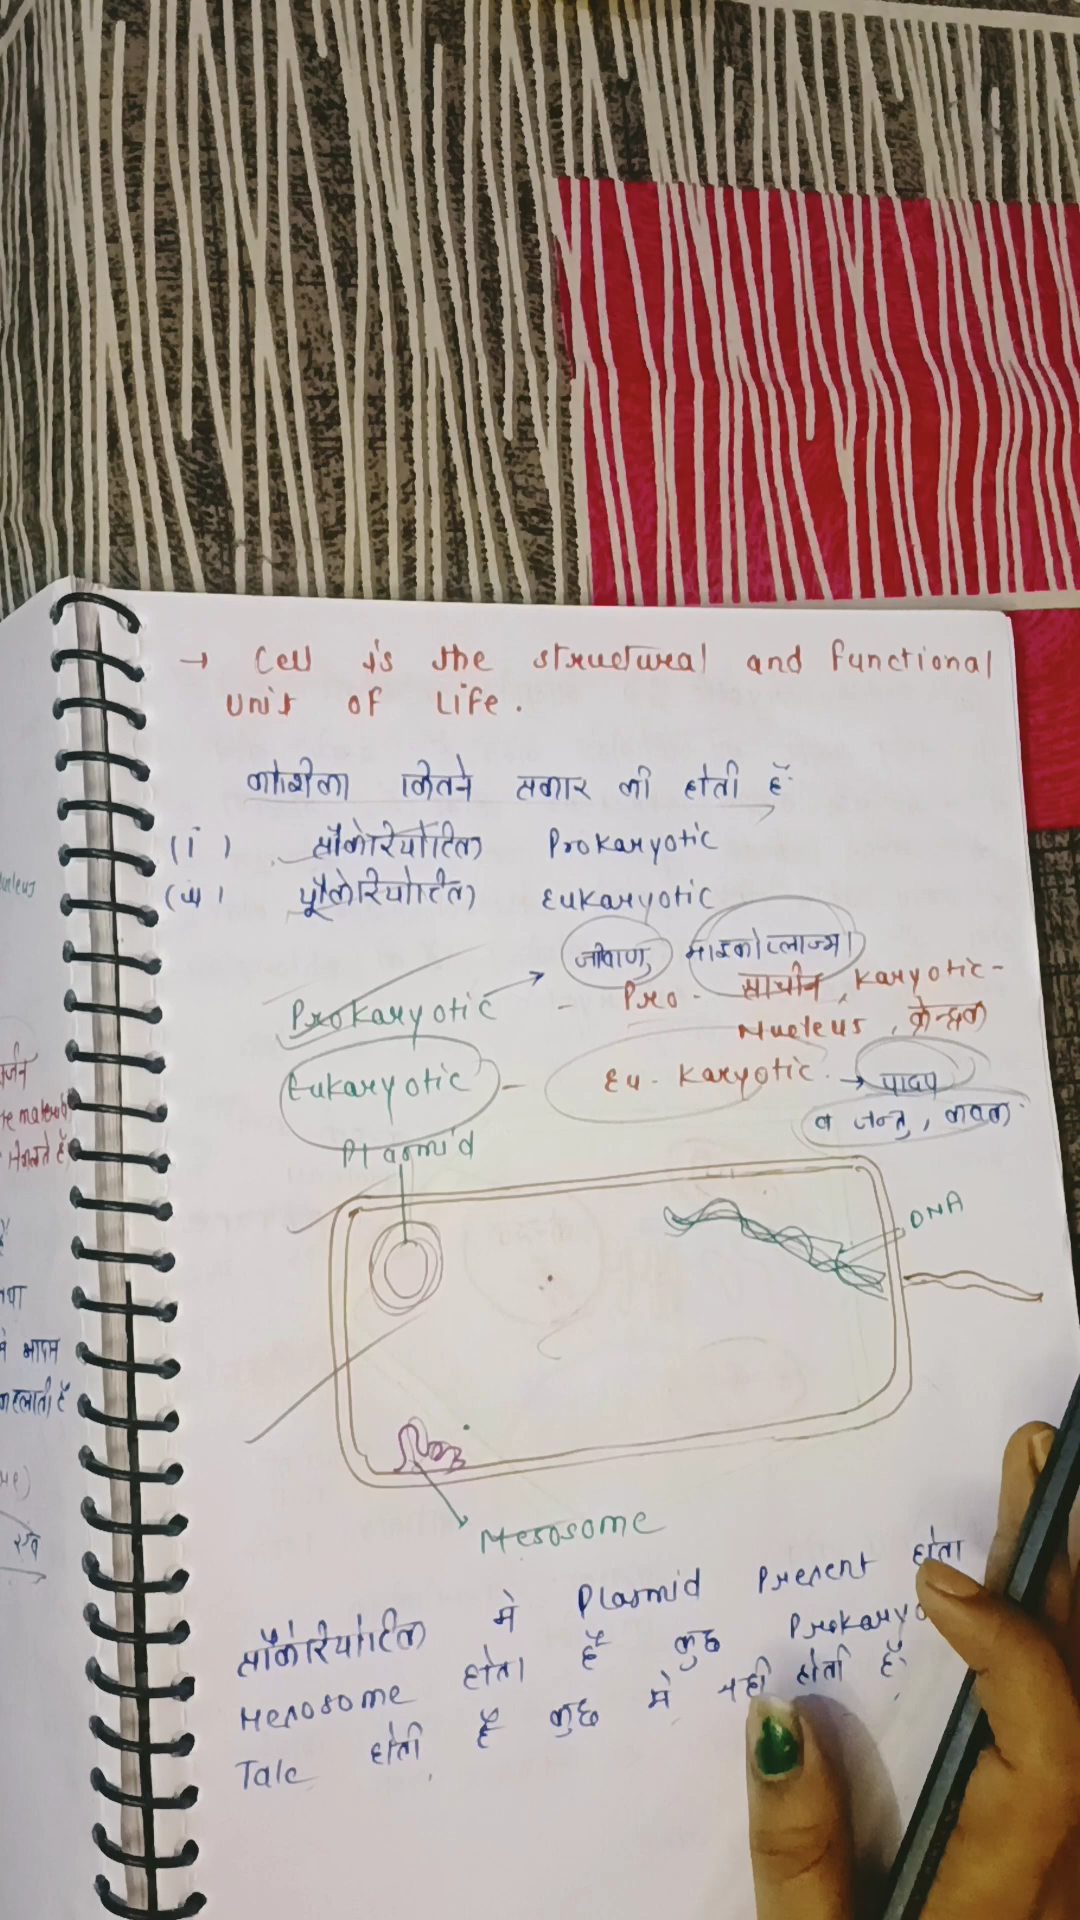 → Cell is the structural and functional
Unit of Life.
कोशिका कितने प्रकार की होती हैं
(i) प्रौकेरियोटिक Prokaryotic
(ii) यूकेरियोटिक Eukaryotic
जीवाणु, माइकोप्लाज्मा
Prokaryotic → - Pro - प्राचीन, Karyotic-
Nucleus, केन्द्रक
Eukaryotic - Eu - Karyotic. → पादप
व जन्तु, कवक
Plasmid
DNA
Mesosome
प्रौकेरियोटिक मे Plasmid Present होता
Mesosome होता है कुछ
Tale होती है कुछ मे नही होती है